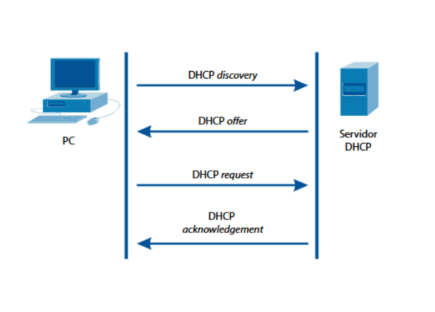 DHCP discovery
DHCP offer
PC
Servidor
DHCP
DHCP request
DHCP
acknowledgement